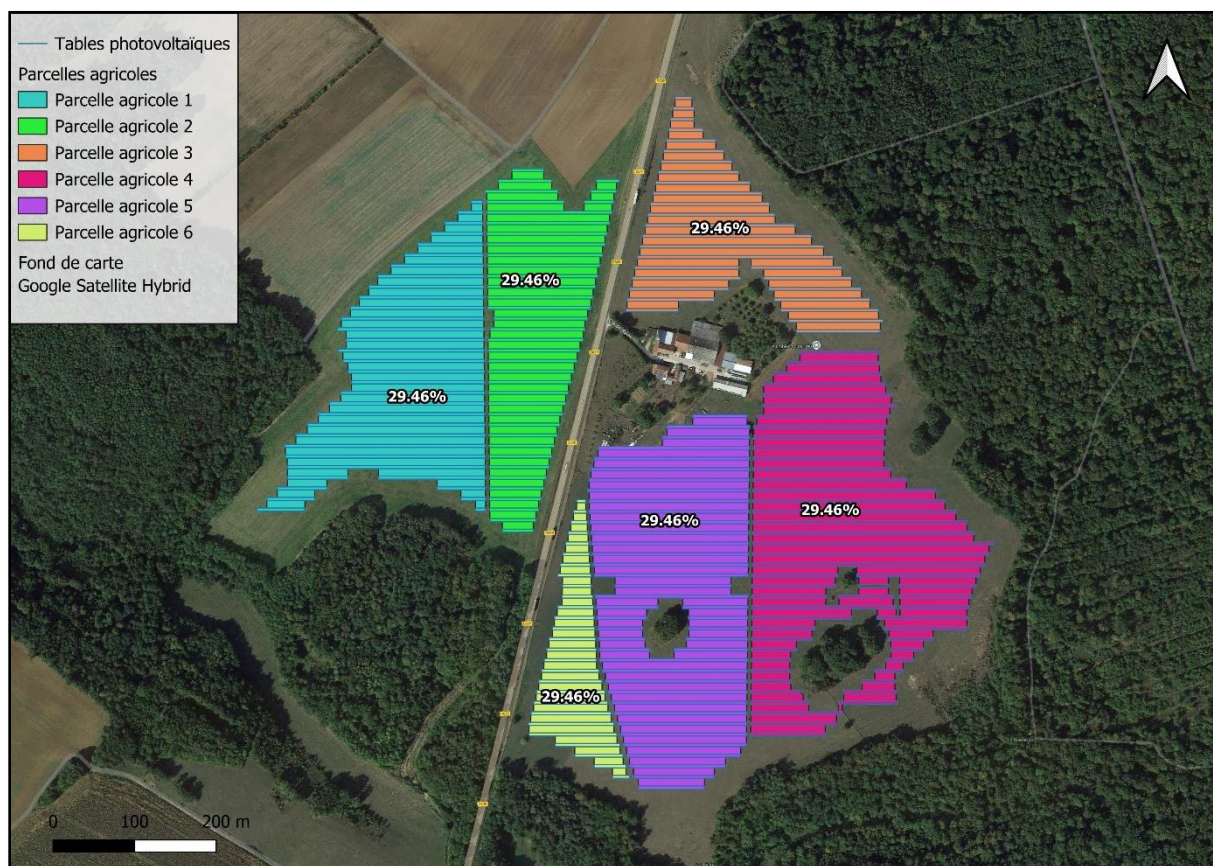 Tables photovoltaïques
Parcelles agricoles
Parcelle agricole 1
Parcelle agricole 2
Parcelle agricole 3
Parcelle agricole 4
Parcelle agricole 5
Parcelle agricole 6
Fond de carte
Google Satellite Hybrid
29.46%
29.46%
29.46%
29.46%
29.46%
29.46%
0 100 200 m